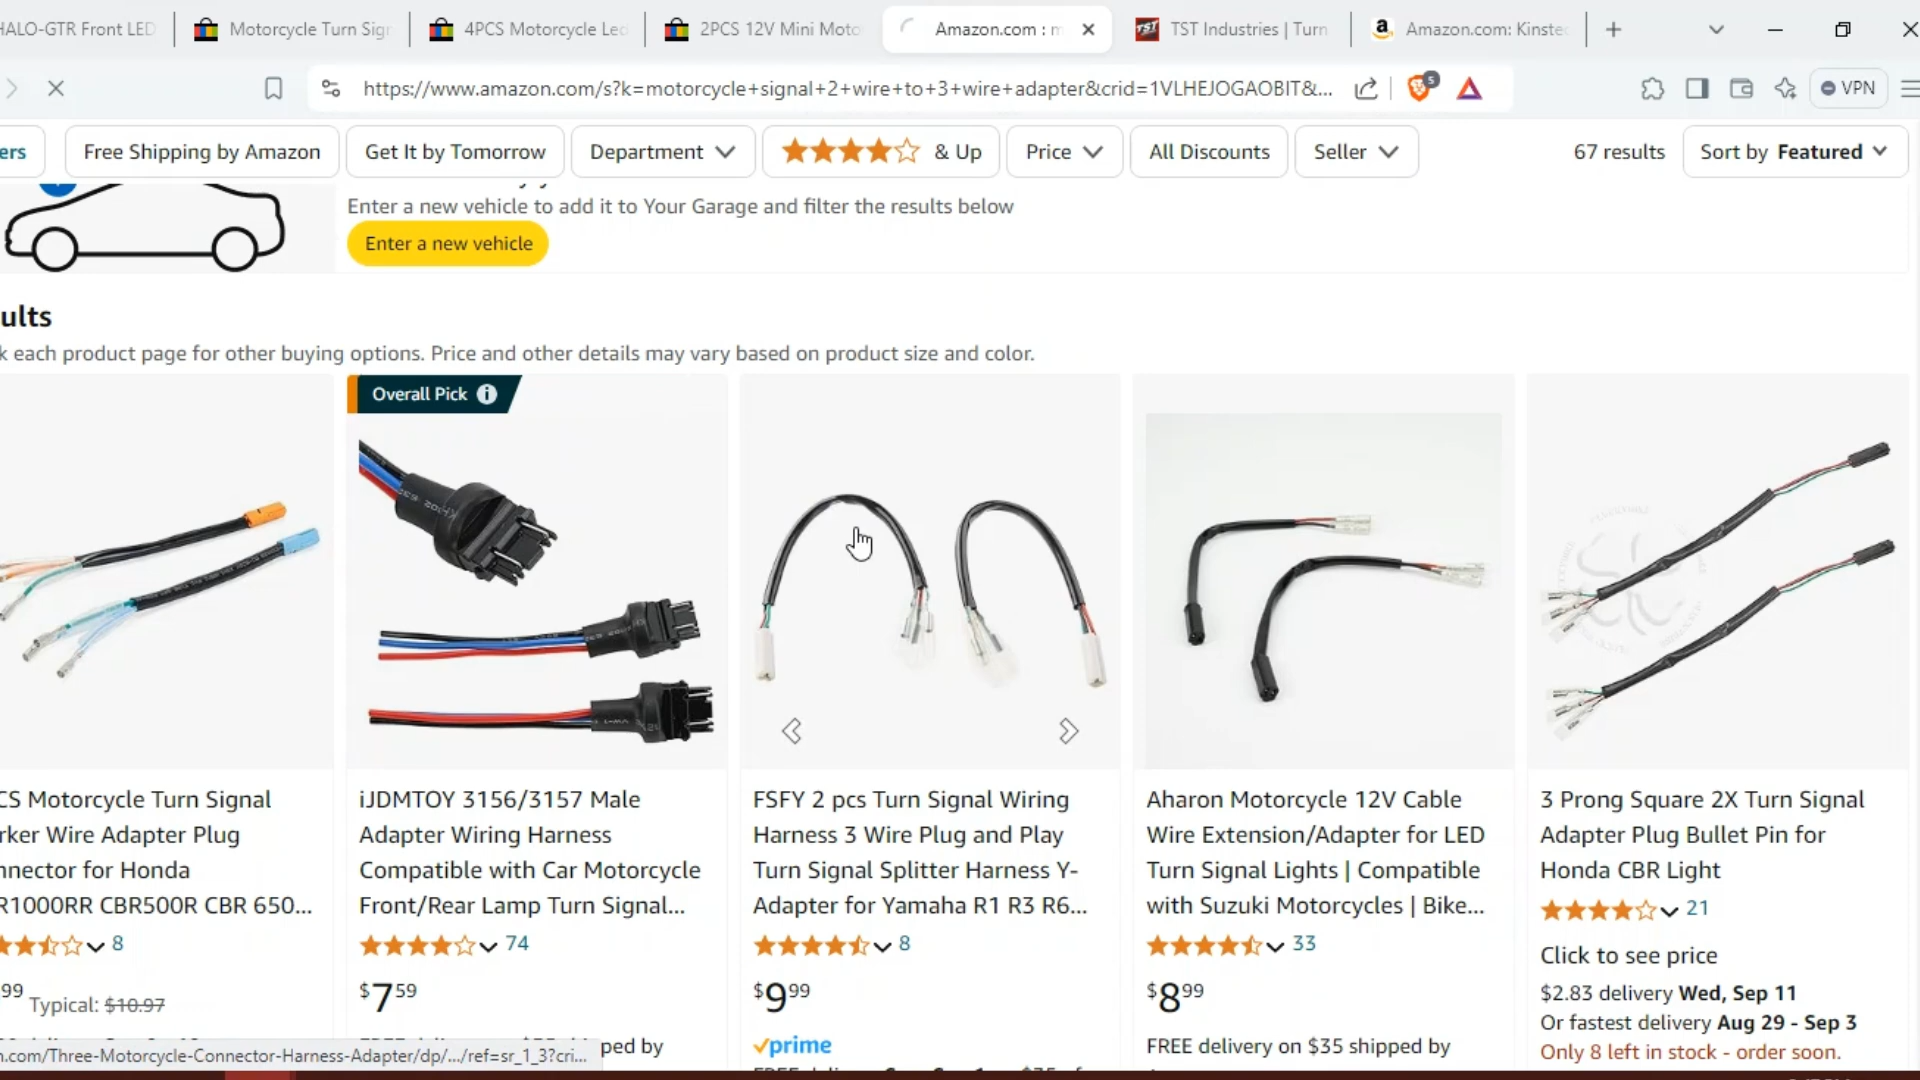 HALO-GTR Front LED
Motorcycle Turn Sig
4PCS Motorcycle Led
2PCS 12V Mini Moto
Amazon.com : m
TST Industries | Turn
Amazon.com: Kinste
https://www.amazon.com/s?k=motorcycle+signal+2+wire+to+3+wire+adapter&crid=1VLHEJOGAOBIT&...
5
VPN
ers
Free Shipping by Amazon
Get It by Tomorrow
Department
& Up
Price
All Discounts
Seller
67 results
Sort by Featured
Enter a new vehicle to add it to Your Garage and filter the results below
Enter a new vehicle
ults
k each product page for other buying options. Price and other details may vary based on product size and color.
Overall Pick
CS Motorcycle Turn Signal
rker Wire Adapter Plug
nnector for Honda
R1000RR CBR500R CBR 650...
8
99 Typical: $10.97
iJDMTOY 3156/3157 Male
Adapter Wiring Harness
Compatible with Car Motorcycle
Front/Rear Lamp Turn Signal...
74
$7 59
pped by
FSFY 2 pcs Turn Signal Wiring
Harness 3 Wire Plug and Play
Turn Signal Splitter Harness Y-
Adapter for Yamaha R1 R3 R6...
8
$9 99
prime
Aharon Motorcycle 12V Cable
Wire Extension/Adapter for LED
Turn Signal Lights | Compatible
with Suzuki Motorcycles | Bike...
33
$8 99
FREE delivery on $35 shipped by
3 Prong Square 2X Turn Signal
Adapter Plug Bullet Pin for
Honda CBR Light
21
Click to see price
$2.83 delivery Wed, Sep 11
Or fastest delivery Aug 29 - Sep 3
Only 8 left in stock - order soon.
n.com/Three-Motorcycle-Connector-Harness-Adapter/dp/.../ref=sr_1_3?cri...